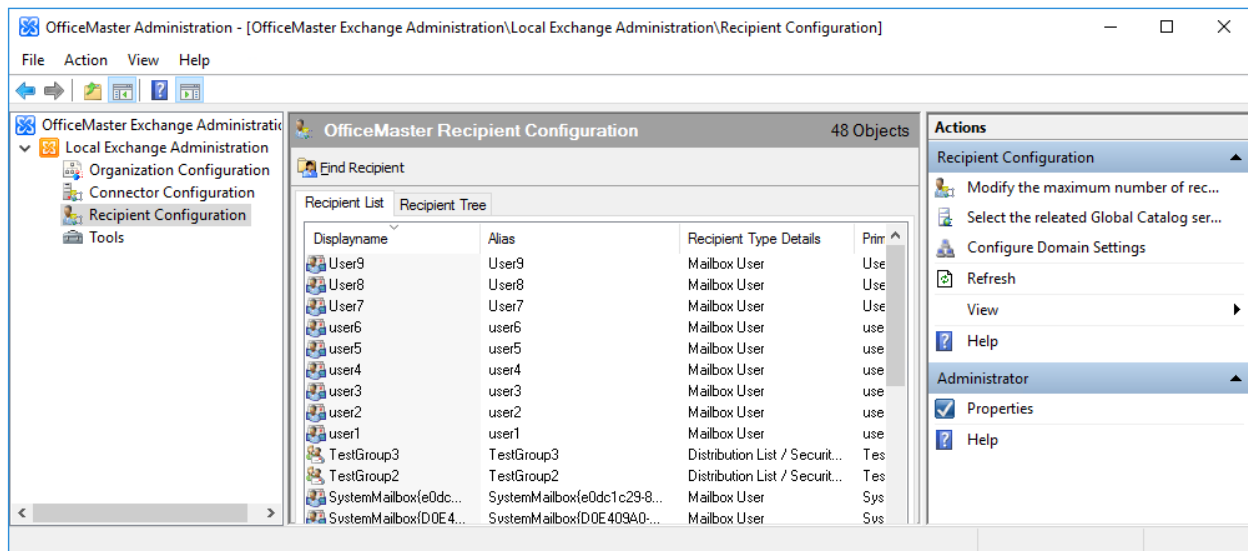 OfficeMaster Administration - [OfficeMaster Exchange Administration\Local Exchange Administration\Recipient Configuration]
File Action View Help
OfficeMaster Exchange Administratic
Local Exchange Administration
Organization Configuration
Connector Configuration
Recipient Configuration
Tools
OfficeMaster Recipient Configuration 48 Objects
Find Recipient
Recipient List Recipient Tree
Displayname Alias Recipient Type Details Prim
User9 User9 Mailbox User Use
User8 User8 Mailbox User Use
User7 User7 Mailbox User Use
user6 user6 Mailbox User use
user5 user5 Mailbox User use
user4 user4 Mailbox User use
user3 user3 Mailbox User use
user2 user2 Mailbox User use
user1 user1 Mailbox User use
TestGroup3 TestGroup3 Distribution List / Securit... Tes
TestGroup2 TestGroup2 Distribution List / Securit... Tes
SystemMailbox{e0dc... SystemMailbox{e0dc1c29-8... Mailbox User Sys
SystemMailbox{D0E4... SystemMailbox{D0E409A0-... Mailbox User Sys
Actions
Recipient Configuration
Modify the maximum number of rec...
Select the releated Global Catalog ser...
Configure Domain Settings
Refresh
View
Help
Administrator
Properties
Help